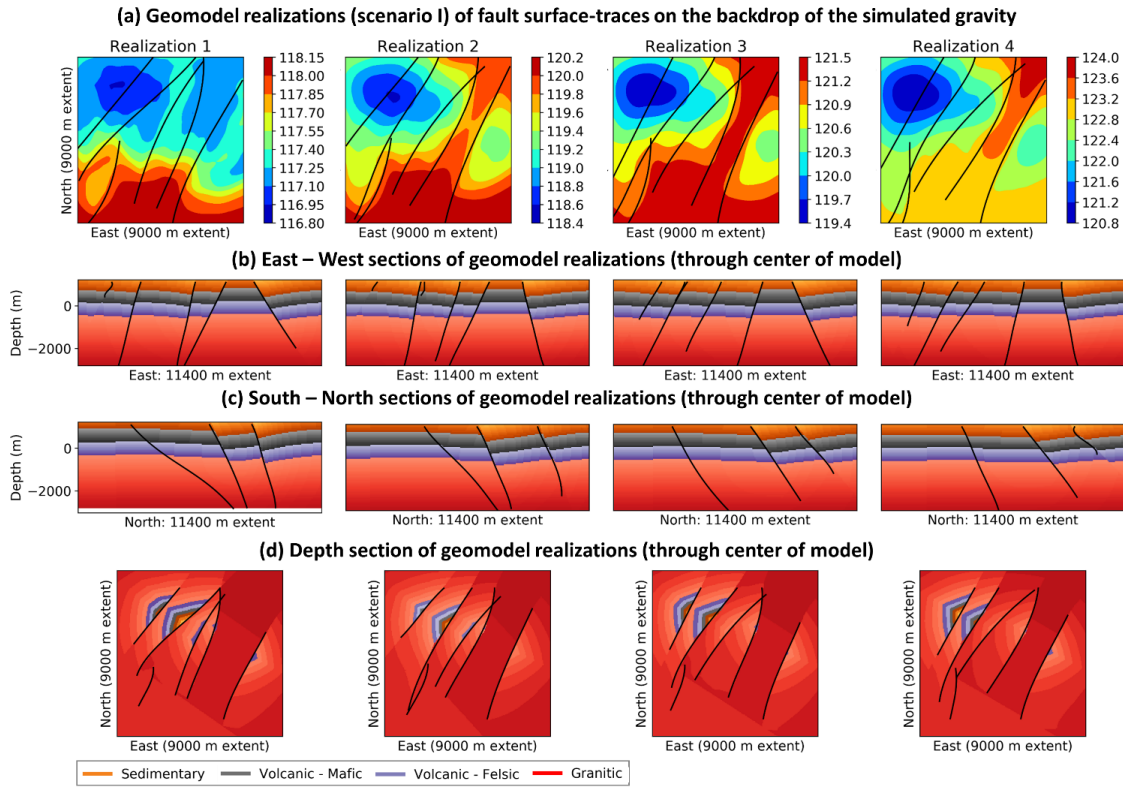 (a) Geomodel realizations (scenario I) of fault surface-traces on the backdrop of the simulated gravity
Realization 1
Realization 2
Realization 3
Realization 4
North (9000 m extent)
118.15
118.00
117.85
117.70
117.55
117.40
117.25
117.10
116.95
116.80
120.2
120.0
119.8
119.6
119.4
119.2
119.0
118.8
118.6
118.4
121.5
121.2
120.9
120.6
120.3
120.0
119.7
119.4
124.0
123.6
123.2
122.8
122.4
122.0
121.6
121.2
120.8
East (9000 m extent)
East (9000 m extent)
East (9000 m extent)
East (9000 m extent)
(b) East – West sections of geomodel realizations (through center of model)
Depth (m)
0
−2000
East: 11400 m extent
East: 11400 m extent
East: 11400 m extent
East: 11400 m extent
(c) South – North sections of geomodel realizations (through center of model)
Depth (m)
0
−2000
North: 11400 m extent
North: 11400 m extent
North: 11400 m extent
North: 11400 m extent
(d) Depth section of geomodel realizations (through center of model)
North (9000 m extent)
North (9000 m extent)
North (9000 m extent)
North (9000 m extent)
East (9000 m extent)
East (9000 m extent)
East (9000 m extent)
East (9000 m extent)
Sedimentary
Volcanic - Mafic
Volcanic - Felsic
Granitic